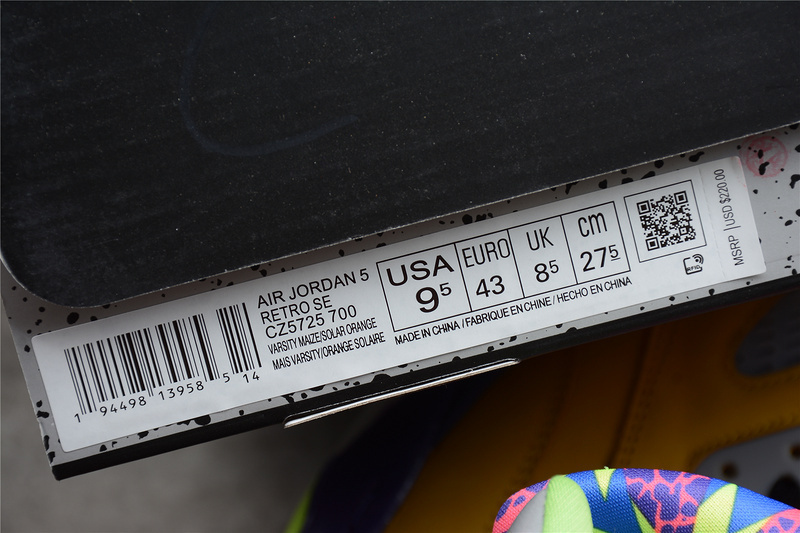 AIR JORDAN 5
RETRO SE
CZ5725 700
VARSITY MAIZE/SOLAR ORANGE
MAIS VARSITY/ORANGE SOLAIRE
1 94498 13958 5 14
USA
9⁵
EURO
43
UK
8⁵
cm
27⁵
MADE IN CHINA / FABRIQUE EN CHINE / HECHO EN CHINA
RFID
MSRP | USD $220.00